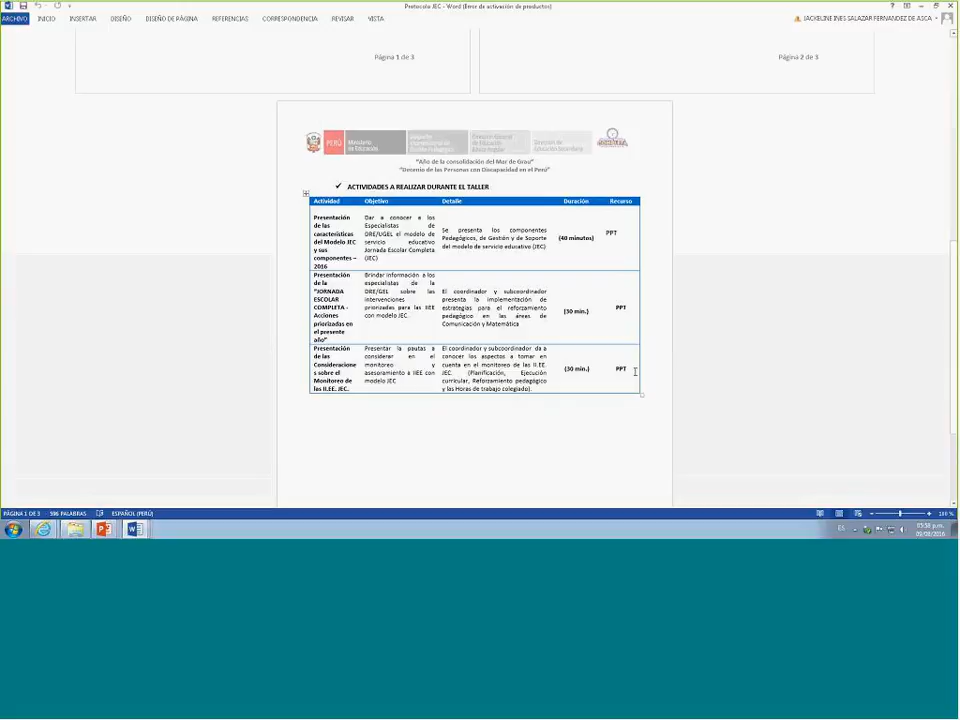 Protocolo JEC - Word (Error de activación de productos)
ARCHIVO INICIO INSERTAR DISEÑO DISEÑO DE PÁGINA REFERENCIAS CORRESPONDENCIA REVISAR VISTA
JACKELINE INES SALAZAR FERNANDEZ DE ASCA
Página 1 de 3
Página 2 de 3
PERÚ
Ministerio
de Educación
Dirección de
Educación Secundaria
"Año de la consolidación del Mar de Grau"
"Decenio de las Personas con Discapacidad en el Perú"
✓ ACTIVIDADES A REALIZAR DURANTE EL TALLER
Actividad Objetivo Detalle Duración Recurso
Presentación
de las
características
del Modelo JEC
y sus
componentes –
2016
Dar a conocer a los
Especialistas de
DRE/UGEL el modelo de
servicio educativo
Jornada Escolar Completa
(JEC)
Se presenta los componentes
Pedagógicos, de Gestión y de Soporte
del modelo de servicio educativo (JEC)
(40 minutos)
PPT
Presentación
de la
"JORNADA
ESCOLAR
COMPLETA -
Acciones
priorizadas en
el presente
año"
Brindar información a los
especialistas de la
DRE/GEL sobre las
intervenciones
priorizadas para las IIEE
con modelo JEC.
El coordinador y subcoordinador
presenta la implementación de
estrategias para el reforzamiento
pedagógico en las áreas de
Comunicación y Matemática
(30 min.)
PPT
Presentación
de las
Consideracione
s sobre el
Monitoreo de
las II.EE. JEC.
Presentar la pautas a
considerar en el
monitoreo y
asesoramiento a IIEE con
modelo JEC
El coordinador y subcoordinador da a
conocer los aspectos a tomar en
cuenta en el monitoreo de las II.EE.
JEC. (Planificación, Ejecución
curricular, Reforzamiento pedagógico
y las Horas de trabajo colegiado).
(30 min.)
PPT
PÁGINA 1 DE 3 596 PALABRAS ESPAÑOL (PERÚ)
100 %
ES
05:58 p.m.
09/08/2016